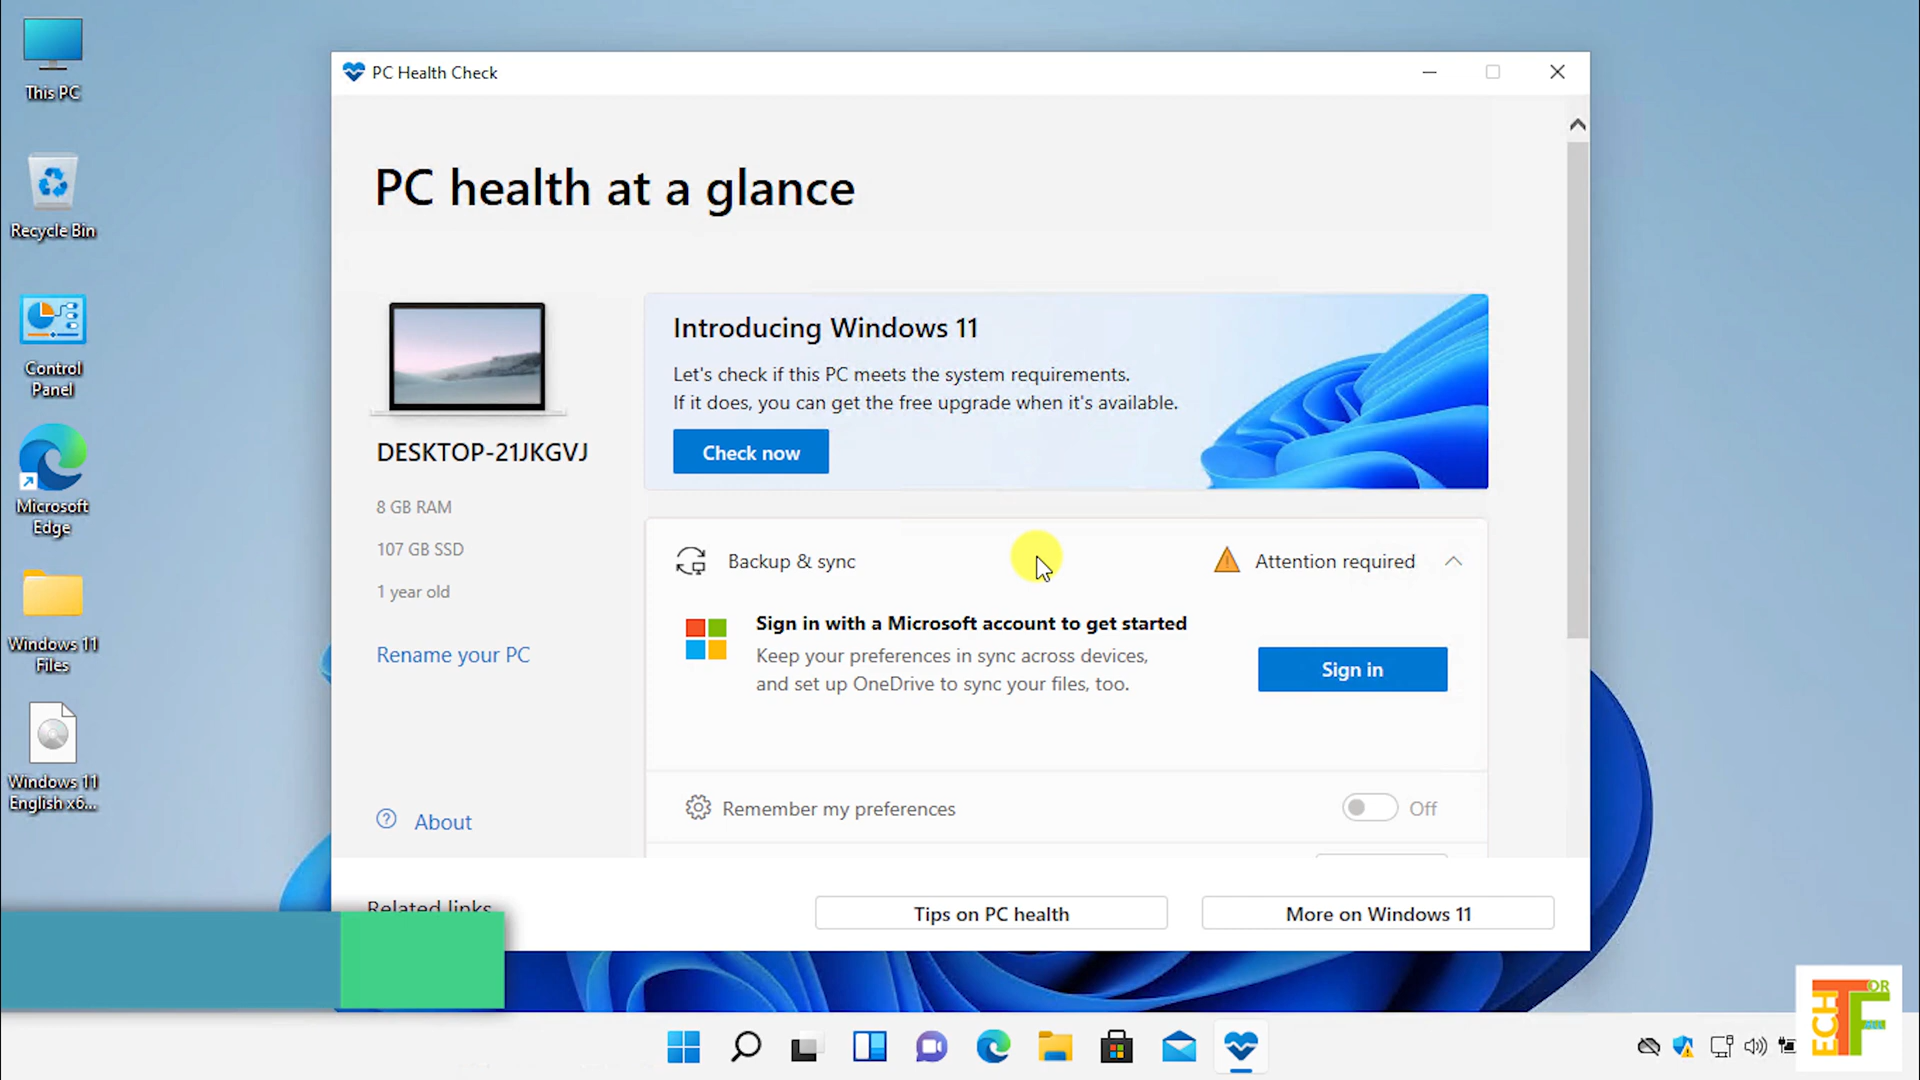 This PC
Recycle Bin
Control
Panel
Microsoft
Edge
Windows 11
Files
Windows 11
English x6...
PC Health Check
PC health at a glance
DESKTOP-21JKGVJ
8 GB RAM
107 GB SSD
1 year old
Rename your PC
About
Introducing Windows 11
Let's check if this PC meets the system requirements.
If it does, you can get the free upgrade when it's available.
Check now
Backup & sync
Attention required
Sign in with a Microsoft account to get started
Keep your preferences in sync across devices,
and set up OneDrive to sync your files, too.
Sign in
Remember my preferences
Off
Related links
Tips on PC health
More on Windows 11
TECH
FOR